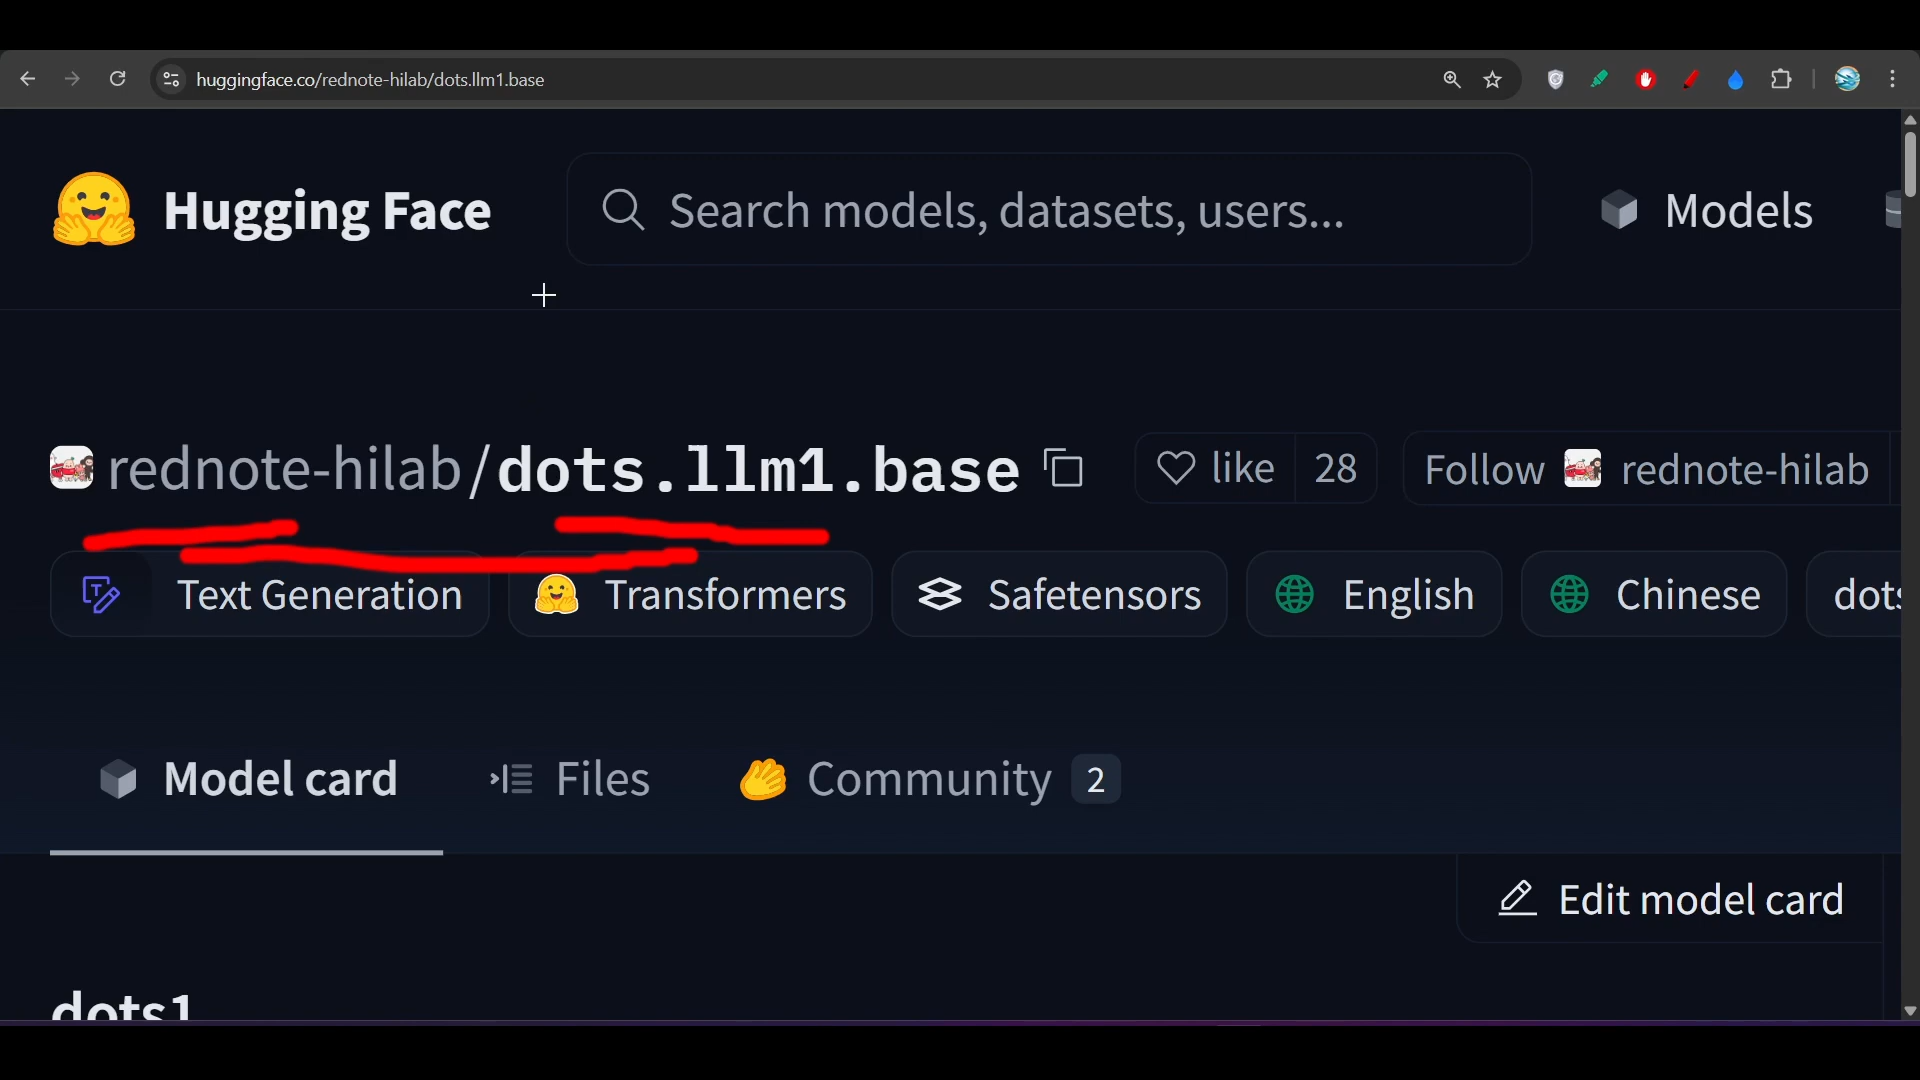 huggingface.co/rednote-hilab/dots.llm1.base
Hugging Face
Search models, datasets, users...
Models
rednote-hilab/dots.llm1.base
like 28
Follow rednote-hilab
Text Generation
Transformers
Safetensors
English
Chinese
dots
Model card
Files
Community 2
Edit model card
dots1